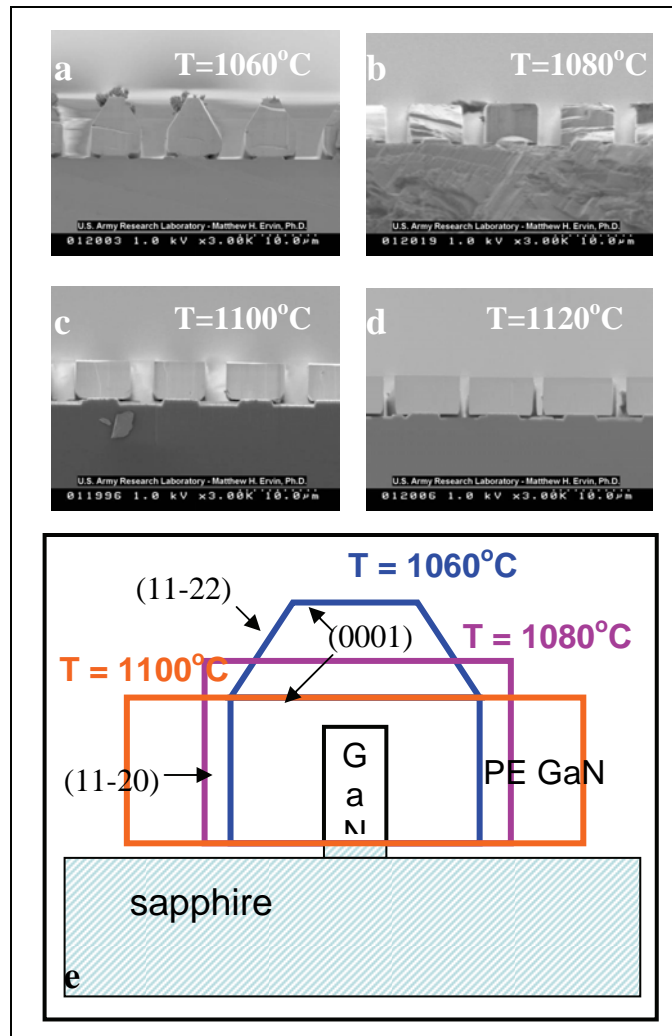 a T=1060°C
U.S. Army Research Laboratory - Matthew H. Ervin, Ph.D.
012003 1.0 kV x3.00K 10.0µm
b T=1080°C
U.S. Army Research Laboratory - Matthew H. Ervin, Ph.D.
012019 1.0 kV x3.00K 10.0µm
c T=1100°C
U.S. Army Research Laboratory - Matthew H. Ervin, Ph.D.
011996 1.0 kV x3.00K 10.0µm
d T=1120°C
U.S. Army Research Laboratory - Matthew H. Ervin, Ph.D.
012006 1.0 kV x3.00K 10.0µm
T = 1060°C
(11-22)
(0001)
T = 1080°C
T = 1100°C
(11-20)
G
a
N
PE GaN
sapphire
e